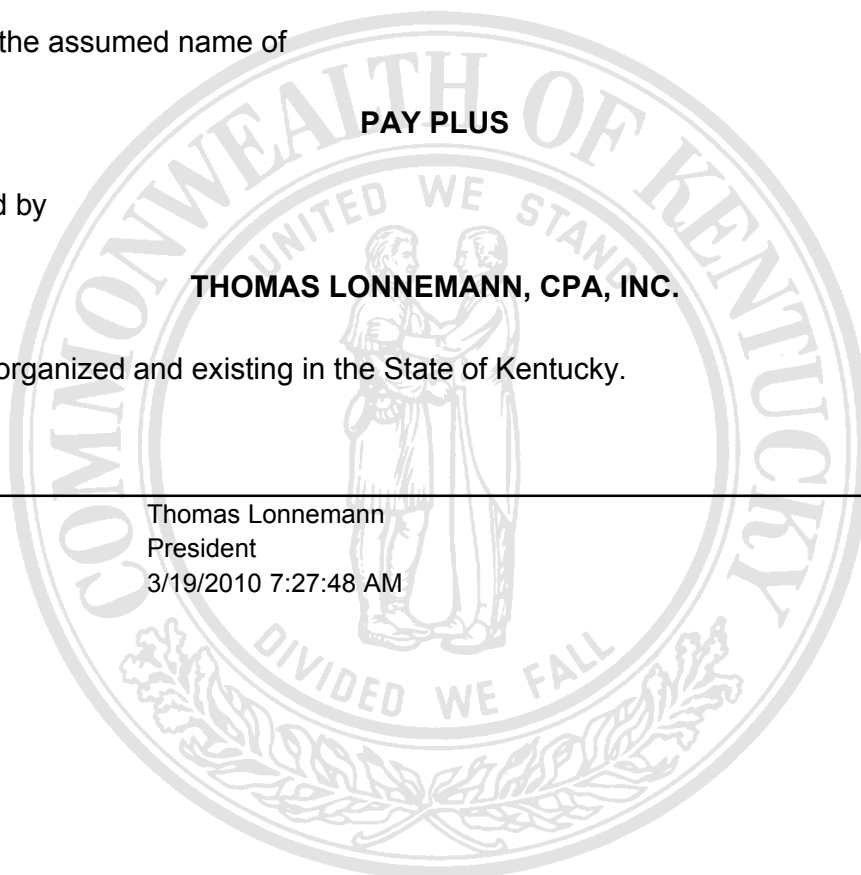 the assumed name of
PAY PLUS
d by
THOMAS LONNEMANN, CPA, INC.
organized and existing in the State of Kentucky.
Thomas Lonnemann
President
3/19/2010 7:27:48 AM
COMMONWEALTH OF KENTUCKY
UNITED WE STAND
DIVIDED WE FALL